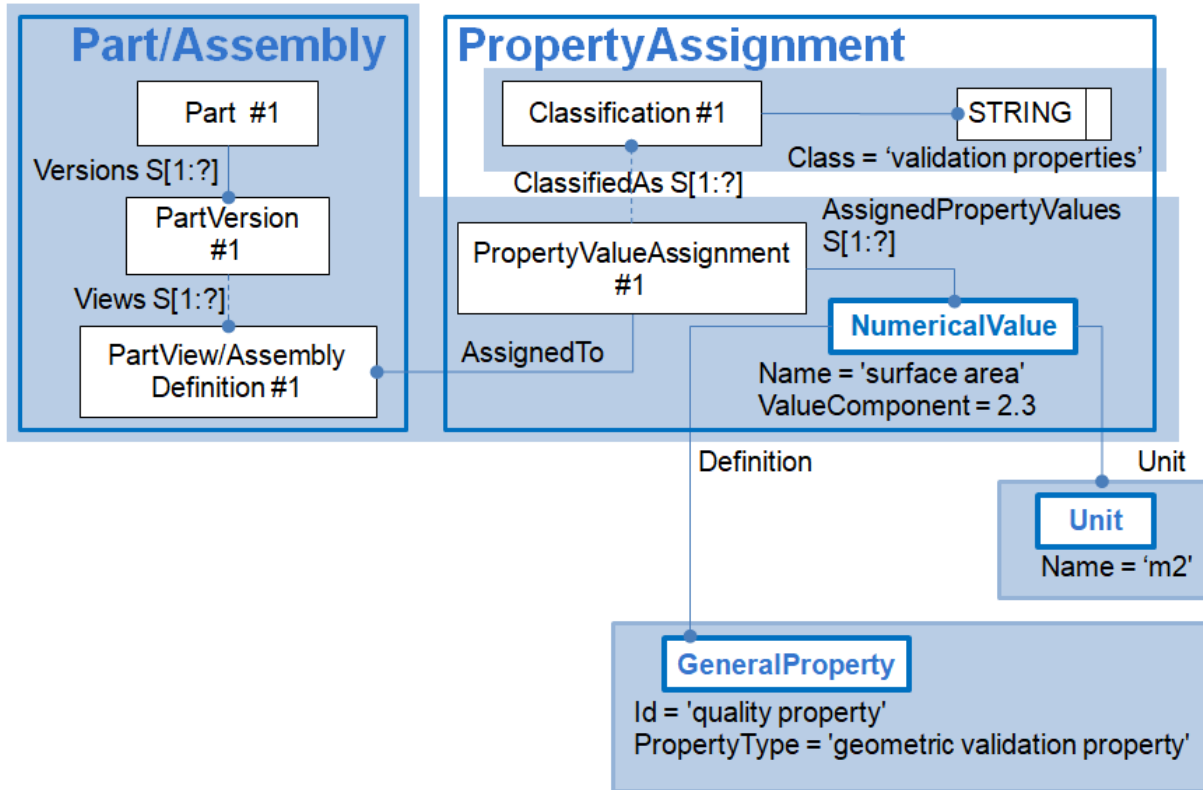 Part/Assembly
Part #1
Versions S[1:?]
PartVersion
#1
Views S[1:?]
PartView/Assembly
Definition #1
PropertyAssignment
Classification #1
STRING
Class = ‘validation properties’
ClassifiedAs S[1:?]
PropertyValueAssignment
#1
AssignedPropertyValues
S[1:?]
AssignedTo
NumericalValue
Name = 'surface area'
ValueComponent = 2.3
Definition
Unit
Unit
Name = ‘m2'
GeneralProperty
Id = 'quality property'
PropertyType = 'geometric validation property'